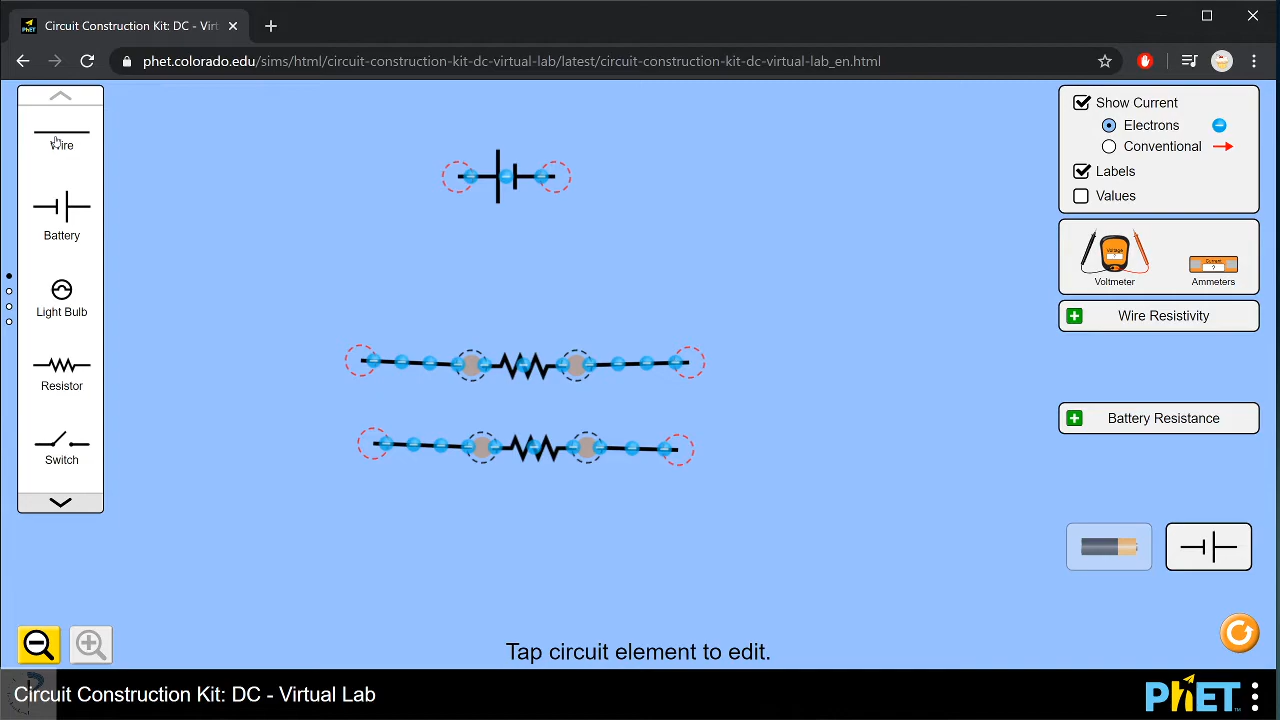 Circuit Construction Kit: DC - Virt
phet.colorado.edu/sims/html/circuit-construction-kit-dc-virtual-lab/latest/circuit-construction-kit-dc-virtual-lab_en.html
Wire
Battery
Light Bulb
Resistor
Switch
Show Current
Electrons
Conventional
Labels
Values
Voltage
?
Voltmeter
Current
?
Ammeters
Wire Resistivity
Battery Resistance
Tap circuit element to edit.
Circuit Construction Kit: DC - Virtual Lab
PhET